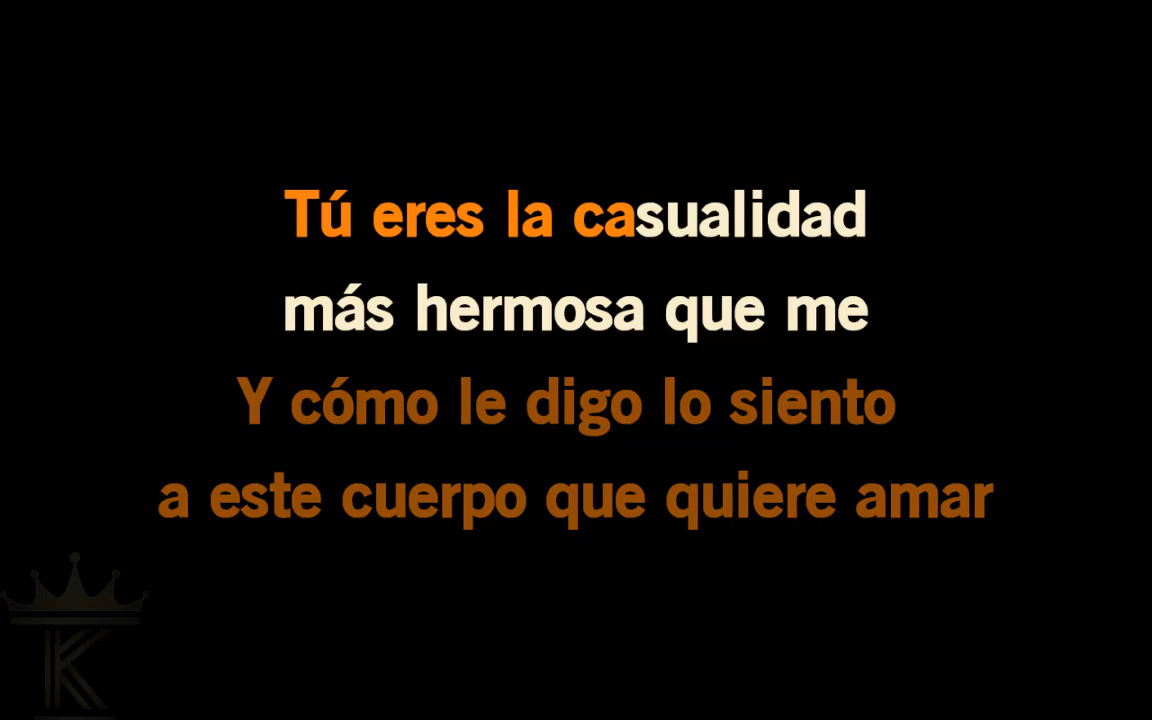 Tú eres la casualidad
más hermosa que me
Y cómo le digo lo siento
a este cuerpo que quiere amar
K